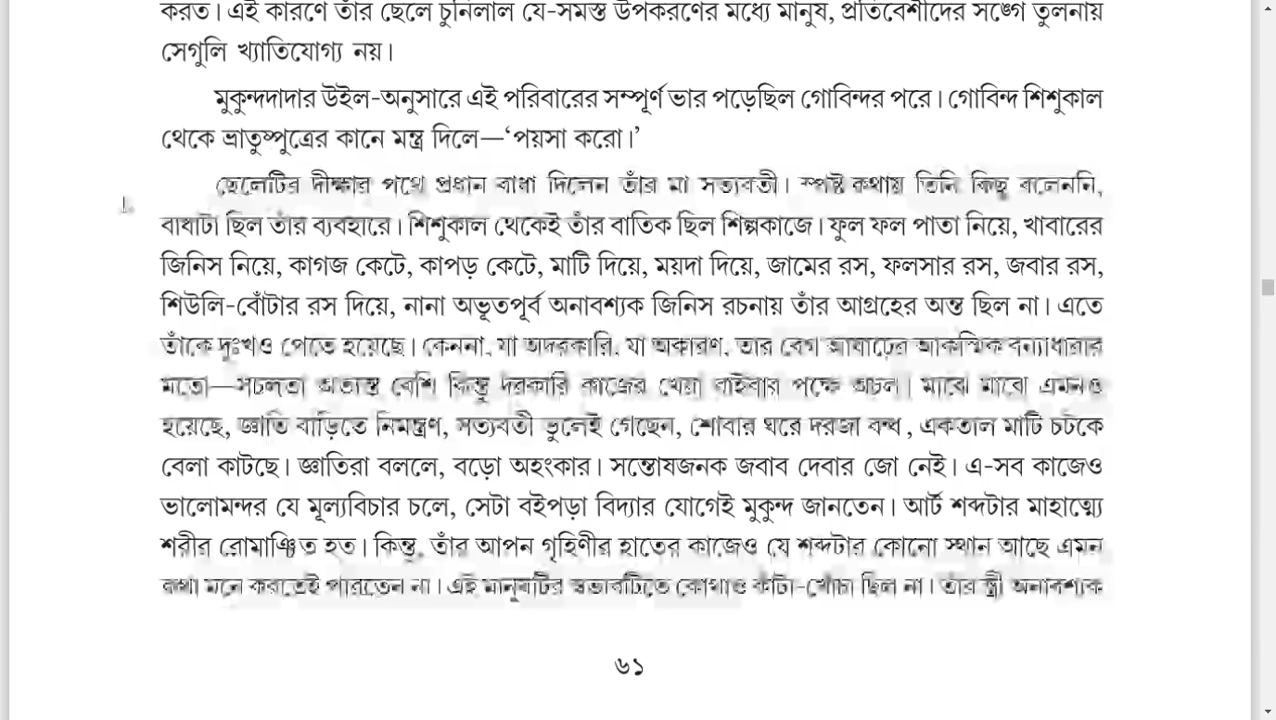 করত। এই কারণে তাঁর ছেলে চুনিলাল যে-সমস্ত উপকরণের মধ্যে মানুষ, প্রতিবেশীদের সঙ্গে তুলনায়
সেগুলি খ্যাতিযোগ্য নয়।
মুকুন্দদাদার উইল-অনুসারে এই পরিবারের সম্পূর্ণ ভার পড়েছিল গোবিন্দর পরে। গোবিন্দ শিশুকাল
থেকে ভ্রাতুষ্পুত্রের কানে মন্ত্র দিলে—‘পয়সা করো।’
ছেলেটির দীক্ষার পথে প্রধান বাধা দিলেন তাঁর মা সত্যবতী। স্পষ্ট কথায় তিনি কিছু বলেননি,
বাধাটা ছিল তাঁর ব্যবহারে। শিশুকাল থেকেই তাঁর বাতিক ছিল শিল্পকাজে। ফুল ফল পাতা নিয়ে, খাবারের
জিনিস নিয়ে, কাগজ কেটে, কাপড় কেটে, মাটি দিয়ে, ময়দা দিয়ে, জামের রস, ফলসার রস, জবার রস,
শিউলি-বোঁটার রস দিয়ে, নানা অভূতপূর্ব অনাবশ্যক জিনিস রচনায় তাঁর আগ্রহের অন্ত ছিল না। এতে
তাঁকে দুঃখও পেতে হয়েছে। কেননা, যা অদরকারি, যা অকারণ, তার বেগ আষাঢ়ের আকস্মিক বন্যাধারার
মতো—সচলতা অত্যন্ত বেশি কিন্তু দরকারি কাজের খেয়া বাইবার পক্ষে অচল। মাঝে মাঝে এমনও
হয়েছে, জ্ঞাতি বাড়িতে নিমন্ত্রণ, সত্যবতী ভুলেই গেছেন, শোবার ঘরে দরজা বন্ধ, একতাল মাটি চটকে
বেলা কাটছে। জ্ঞাতিরা বললে, বড়ো অহংকার। সন্তোষজনক জবাব দেবার জো নেই। এ-সব কাজেও
ভালোমন্দর যে মূল্যবিচার চলে, সেটা বইপড়া বিদ্যার যোগেই মুকুন্দ জানতেন। আর্ট শব্দটার মাহাত্ম্যে
শরীর রোমাঞ্চিত হত। কিন্তু, তাঁর আপন গৃহিণীর হাতের কাজেও যে শব্দটার কোনো স্থান আছে এমন
কথা মনে করতেই পারতেন না। এই মানুষটির স্বভাবটিতে কোথাও কাঁটা-খোঁচা ছিল না। তাঁর স্ত্রী অনাবশ্যক
৬১